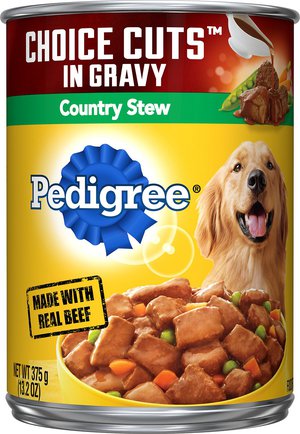 CHOICE CUTS™
IN GRAVY
Country Stew
Pedigree®
MADE WITH
REAL BEEF
NET WT 375 g
(13.2 OZ)